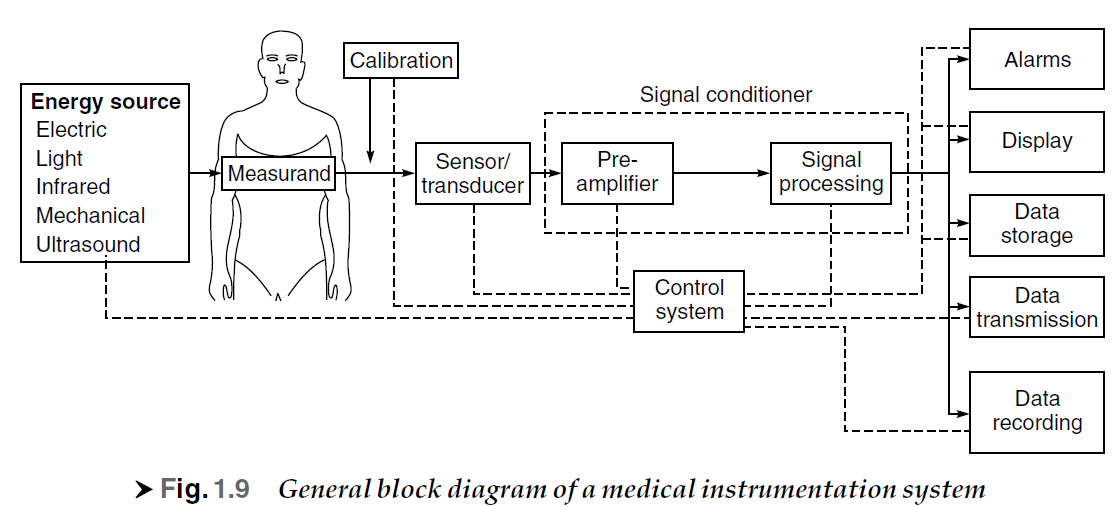 Calibration
Energy source
Electric
Light
Infrared
Mechanical
Ultrasound
Measurand
Sensor/
transducer
Signal conditioner
Pre-
amplifier
Signal
processing
Control
system
Alarms
Display
Data
storage
Data
transmission
Data
recording
➤ Fig. 1.9 General block diagram of a medical instrumentation system